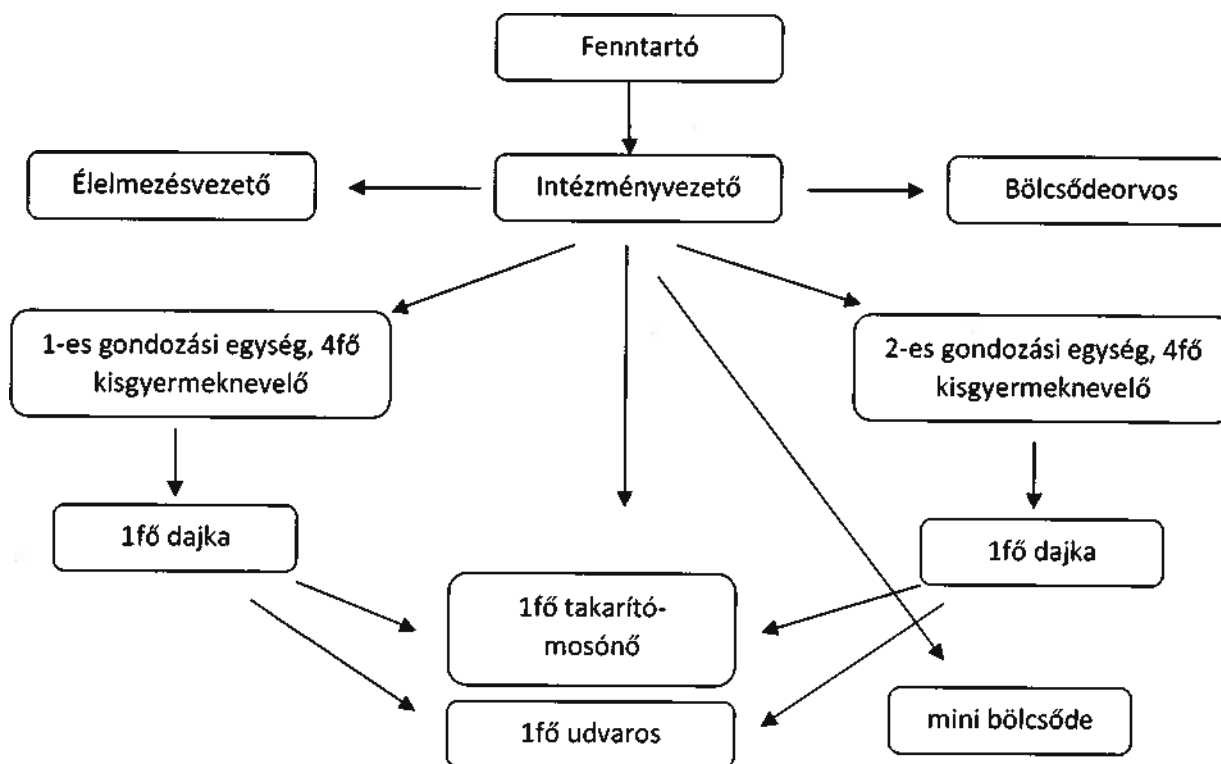 Fenntartó
Élelmezésvezető
Intézményvezető
Bölcsődeorvos
1-es gondozási egység, 4fő
kisgyermeknevelő
2-es gondozási egység, 4fő
kisgyermeknevelő
1fő dajka
1fő dajka
1fő takarító-
mosónő
1fő udvaros
mini bölcsőde